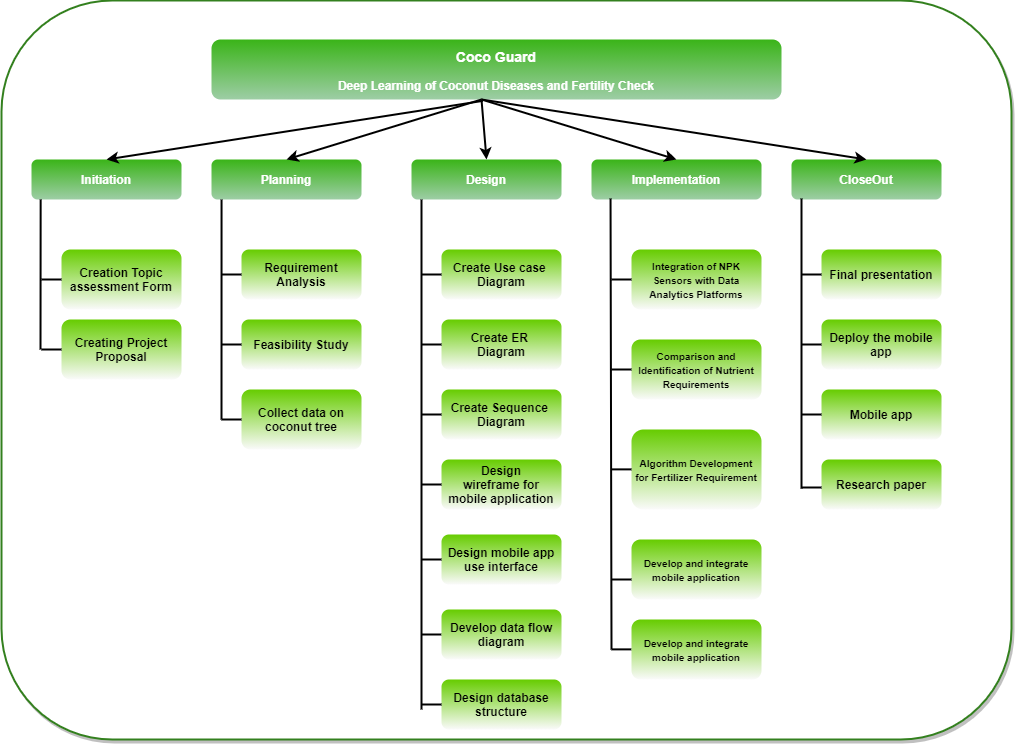 Coco Guard
Deep Learning of Coconut Diseases and Fertility Check
Initiation
Planning
Design
Implementation
CloseOut
Creation Topic
assessment Form
Creating Project
Proposal
Requirement
Analysis
Feasibility Study
Collect data on
coconut tree
Create Use case
Diagram
Create ER
Diagram
Create Sequence
Diagram
Design
wireframe for
mobile application
Design mobile app
use interface
Develop data flow
diagram
Design database
structure
Integration of NPK
Sensors with Data
Analytics Platforms
Comparison and
Identification of Nutrient
Requirements
Algorithm Development
for Fertilizer Requirement
Develop and integrate
mobile application
Develop and integrate
mobile application
Final presentation
Deploy the mobile
app
Mobile app
Research paper